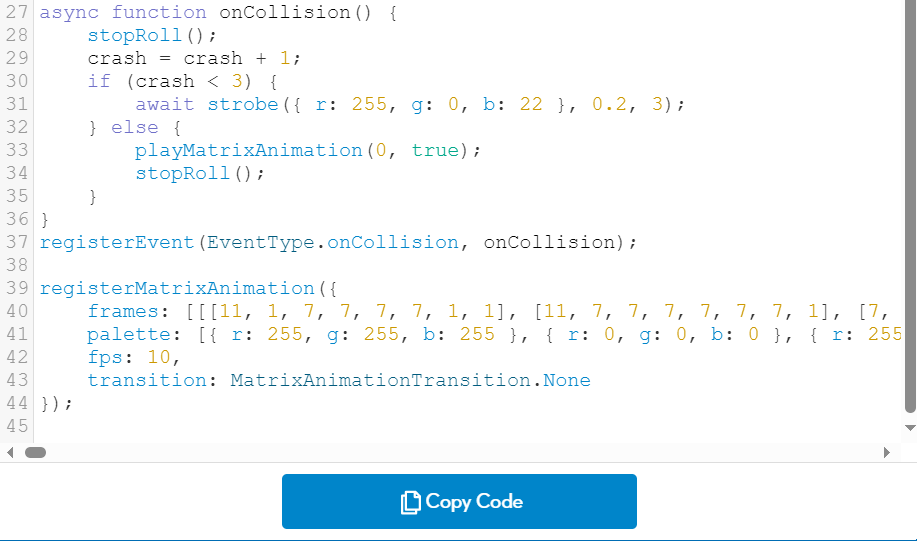 27 async function onCollision() {
28     stopRoll();
29     crash = crash + 1;
30     if (crash < 3) {
31         await strobe({ r: 255, g: 0, b: 22 }, 0.2, 3);
32     } else {
33         playMatrixAnimation(0, true);
34         stopRoll();
35     }
36 }
37 registerEvent(EventType.onCollision, onCollision);
38
39 registerMatrixAnimation({
40     frames: [[[11, 1, 7, 7, 7, 7, 1, 1], [11, 7, 7, 7, 7, 7, 7, 1], [7,
41     palette: [{ r: 255, g: 255, b: 255 }, { r: 0, g: 0, b: 0 }, { r: 255
42     fps: 10,
43     transition: MatrixAnimationTransition.None
44 });
45
Copy Code